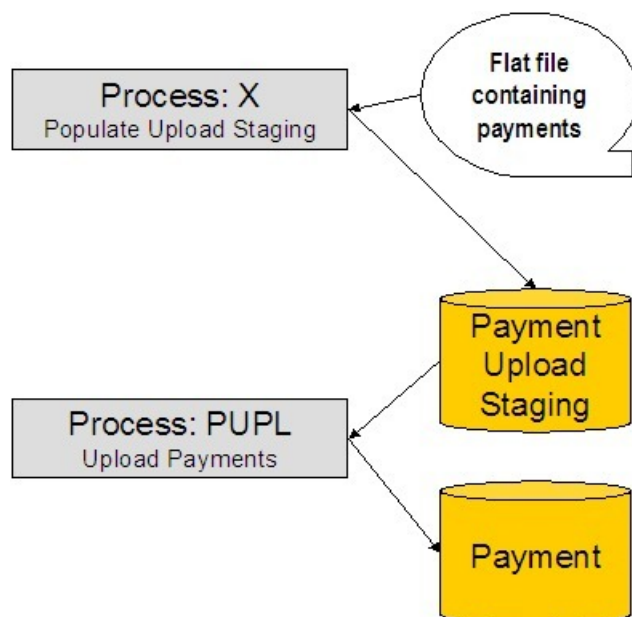 Process: X
Populate Upload Staging
Flat file
containing
payments
Payment
Upload
Staging
Process: PUPL
Upload Payments
Payment